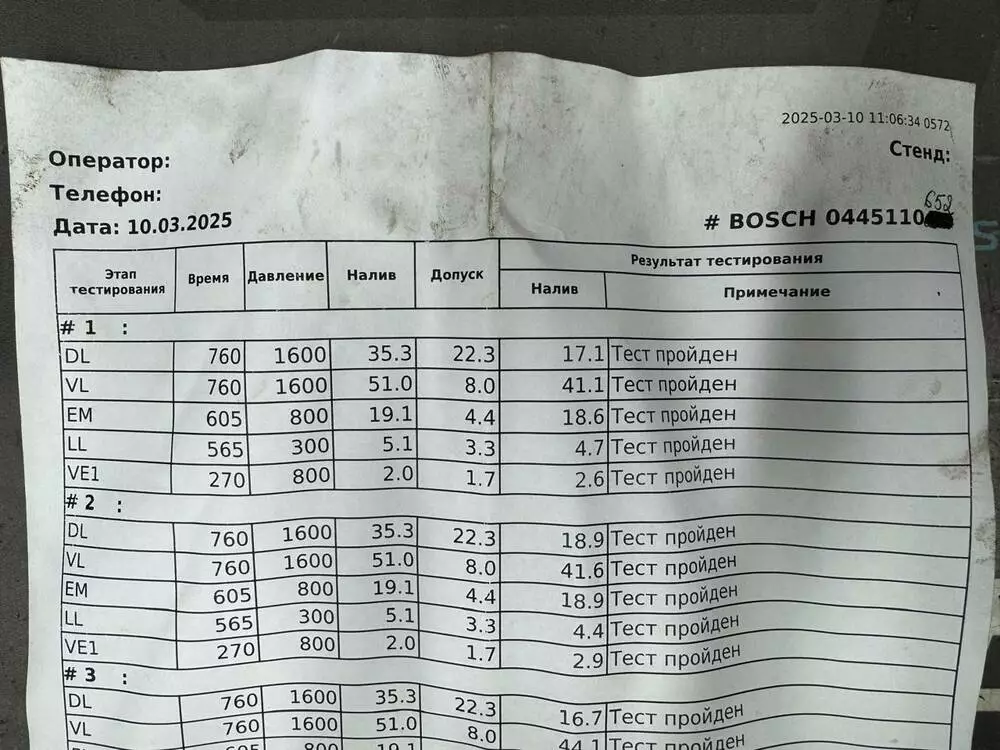 2025-03-10 11:06:34 0572
Стенд:
Оператор:
Телефон:
Дата: 10.03.2025
652
# BOSCH 0445110
Этап тестирования Время Давление Налив Допуск Результат тестирования
Налив Примечание
# 1 :
DL 760 1600 35.3 22.3 17.1 Тест пройден
VL 760 1600 51.0 8.0 41.1 Тест пройден
EM 605 800 19.1 4.4 18.6 Тест пройден
LL 565 300 5.1 3.3 4.7 Тест пройден
VE1 270 800 2.0 1.7 2.6 Тест пройден
# 2 :
DL 760 1600 35.3 22.3 18.9 Тест пройден
VL 760 1600 51.0 8.0 41.6 Тест пройден
EM 605 800 19.1 4.4 18.9 Тест пройден
LL 565 300 5.1 3.3 4.4 Тест пройден
VE1 270 800 2.0 1.7 2.9 Тест пройден
# 3 :
DL 760 1600 35.3 22.3 16.7 Тест пройден
VL 760 1600 51.0 8.0 44.1 Тест пройден
605 800 19.1